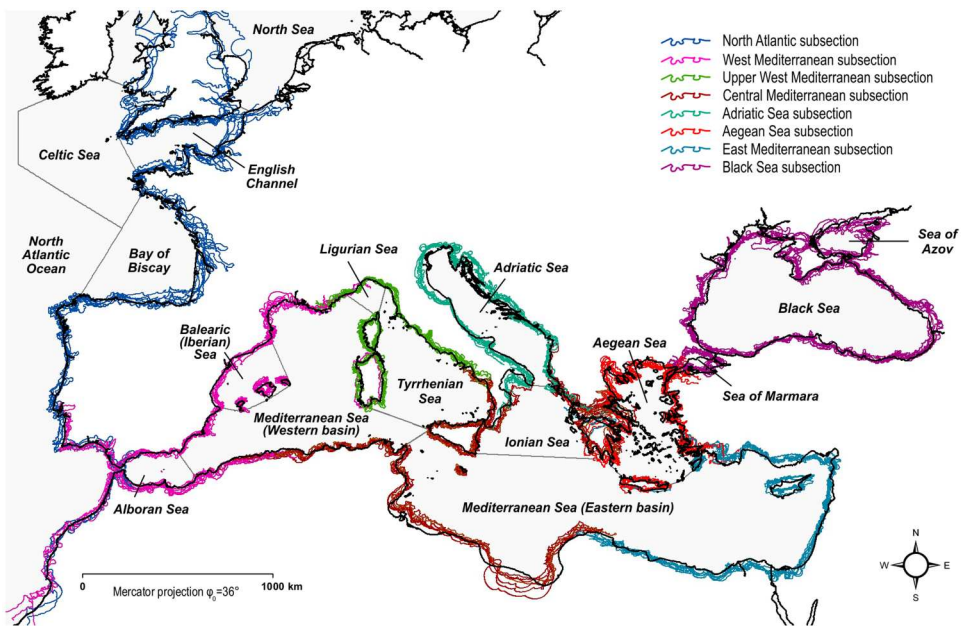 North Sea
North Atlantic subsection
West Mediterranean subsection
Upper West Mediterranean subsection
Central Mediterranean subsection
Adriatic Sea subsection
Aegean Sea subsection
East Mediterranean subsection
Black Sea subsection
Celtic Sea
English
Channel
North
Atlantic
Ocean
Bay of
Biscay
Ligurian Sea
Adriatic Sea
Sea of
Azov
Black Sea
Balearic
(Iberian)
Sea
Aegean Sea
Tyrrhenian
Sea
Sea of Marmara
Mediterranean Sea
(Western basin)
Ionian Sea
Alboran Sea
Mediterranean Sea (Eastern basin)
0 1000 km
Mercator projection φ₀=36°
N
W E
S